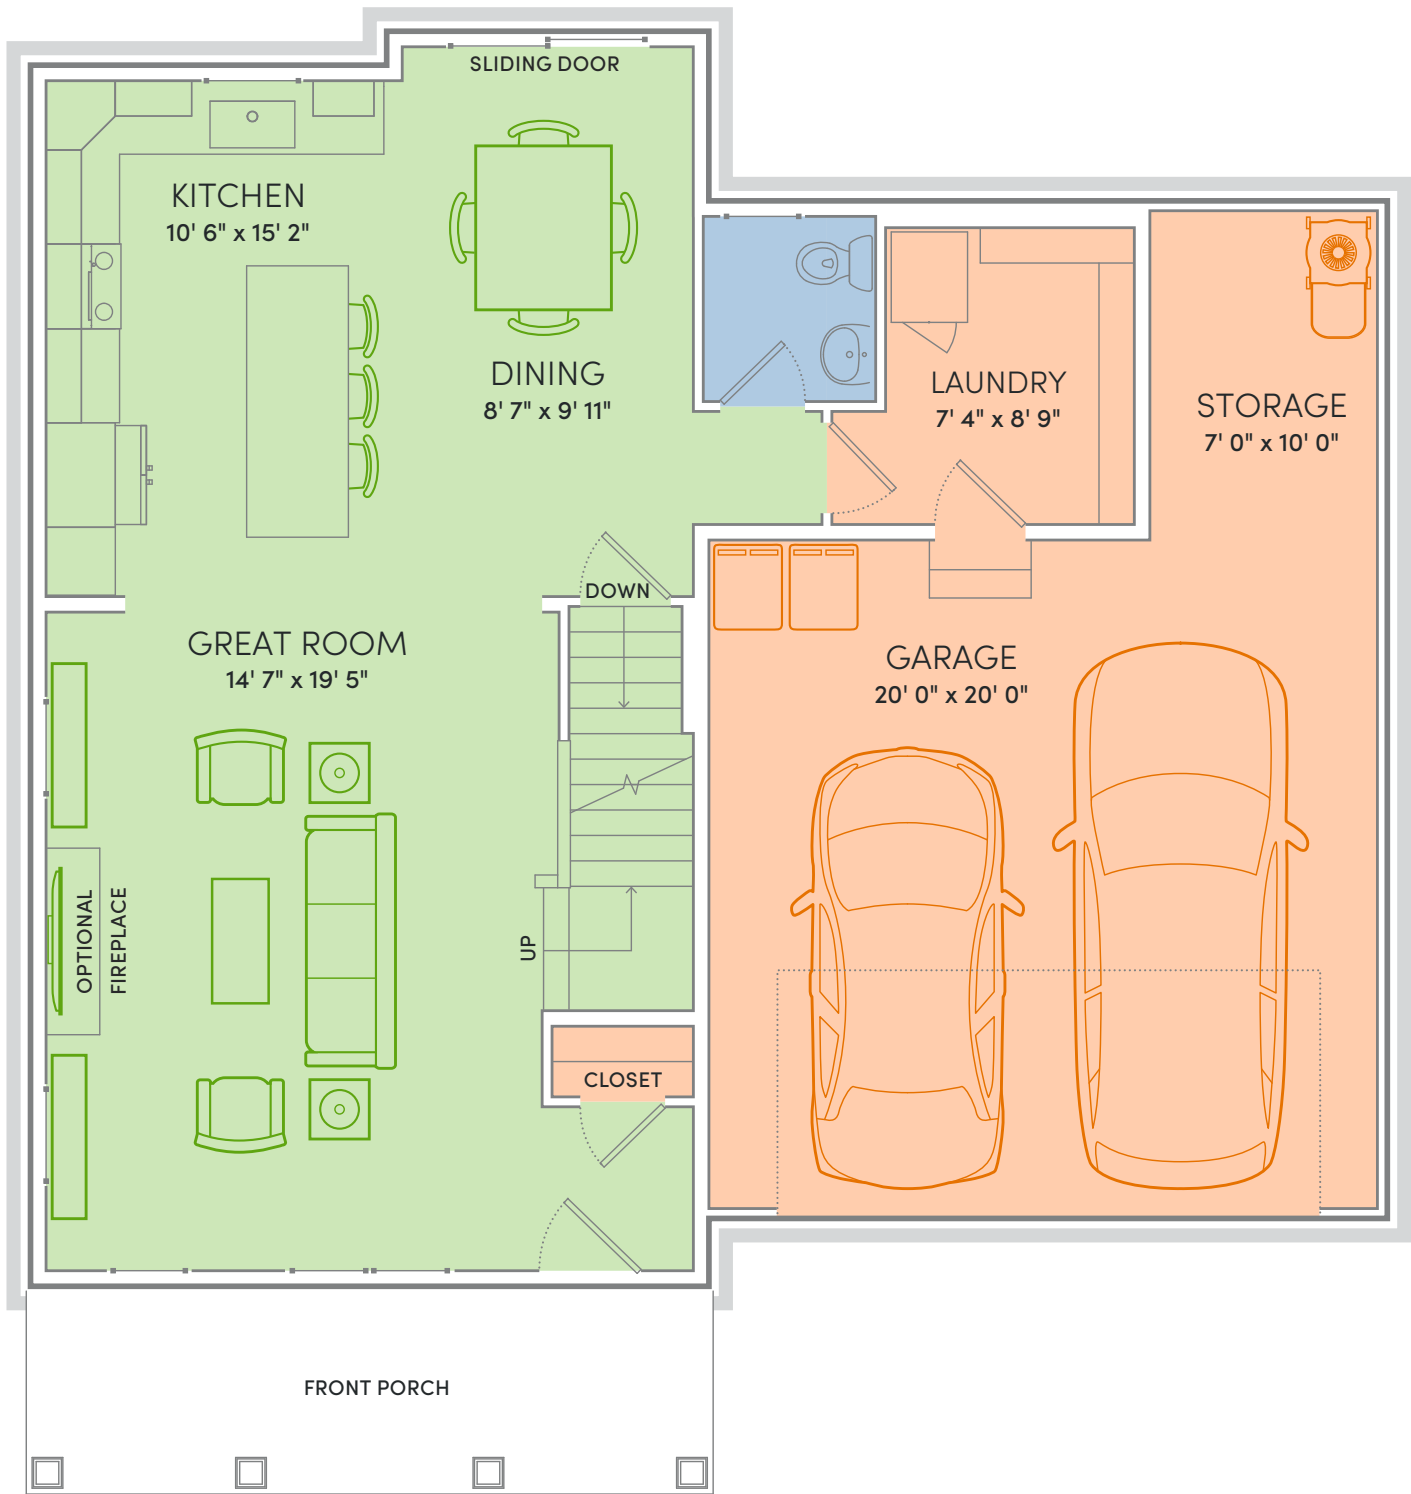 SLIDING DOOR
KITCHEN
10' 6" x 15' 2"
DINING
8' 7" x 9' 11"
LAUNDRY
7' 4" x 8' 9"
STORAGE
7' 0" x 10' 0"
DOWN
GREAT ROOM
14' 7" x 19' 5"
GARAGE
20' 0" x 20' 0"
OPTIONAL
FIREPLACE
UP
CLOSET
FRONT PORCH